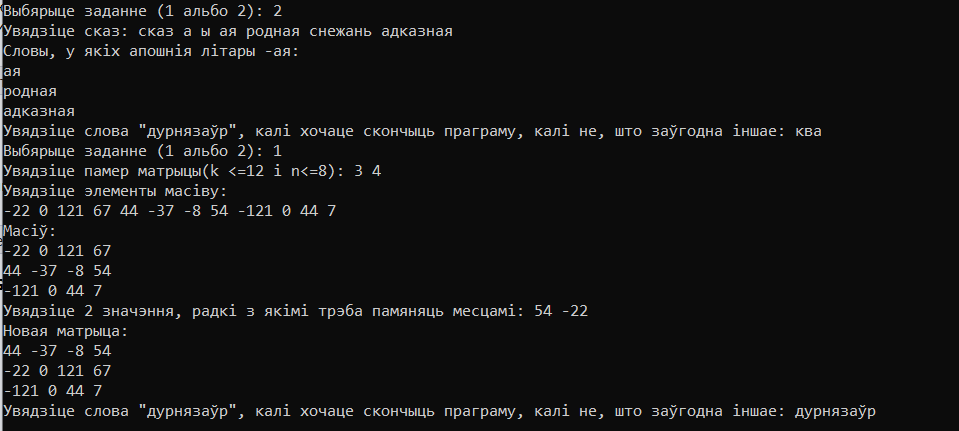 Выбярыце заданне (1 альбо 2): 2
Увядзіце сказ: сказ а ы ая родная снежань адказная
Словы, у якіх апошнія літары -ая:
ая
родная
адказная
Увядзіце слова "дурнязаўр", калі хочаце скончыць праграму, калі не, што заўгодна іншае: ква
Выбярыце заданне (1 альбо 2): 1
Увядзіце памер матрыцы(k <=12 і n<=8): 3 4
Увядзіце элементы масіву:
-22 0 121 67 44 -37 -8 54 -121 0 44 7
Масіў:
-22 0 121 67
44 -37 -8 54
-121 0 44 7
Увядзіце 2 значэння, радкі з якімі трэба памяняць месцамі: 54 -22
Новая матрыца:
44 -37 -8 54
-22 0 121 67
-121 0 44 7
Увядзіце слова "дурнязаўр", калі хочаце скончыць праграму, калі не, што заўгодна іншае: дурнязаўр